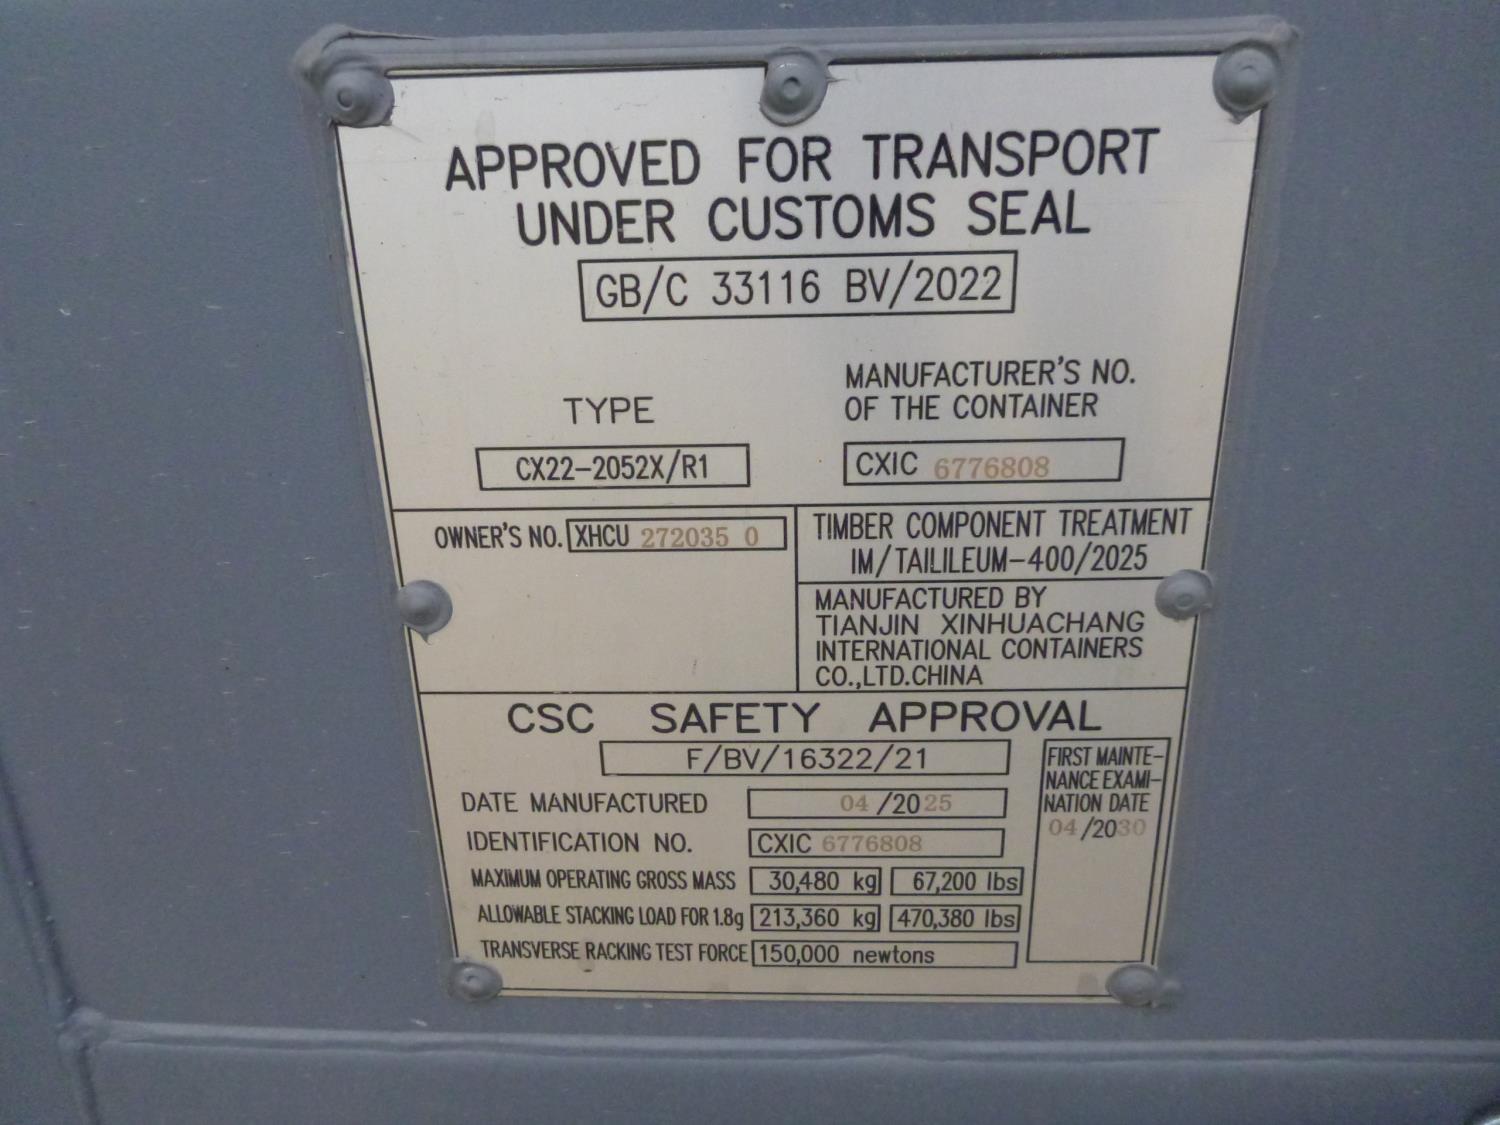 APPROVED FOR TRANSPORT
UNDER CUSTOMS SEAL
GB/C 33116 BV/2022
TYPE
CX22-2052X/R1
MANUFACTURER'S NO.
OF THE CONTAINER
CXIC 6776808
OWNER'S NO. XHCU 272035 0
TIMBER COMPONENT TREATMENT
IM/TAILILEUM-400/2025
MANUFACTURED BY
TIANJIN XINHUACHANG
INTERNATIONAL CONTAINERS
CO.,LTD.CHINA
CSC SAFETY APPROVAL
F/BV/16322/21
DATE MANUFACTURED 04/2025
IDENTIFICATION NO. CXIC 6776808
MAXIMUM OPERATING GROSS MASS 30,480 kg 67,200 lbs
ALLOWABLE STACKING LOAD FOR 1.8g 213,360 kg 470,380 lbs
TRANSVERSE RACKING TEST FORCE 150,000 newtons
FIRST MAINTE-
NANCE EXAMI-
NATION DATE
04/2030